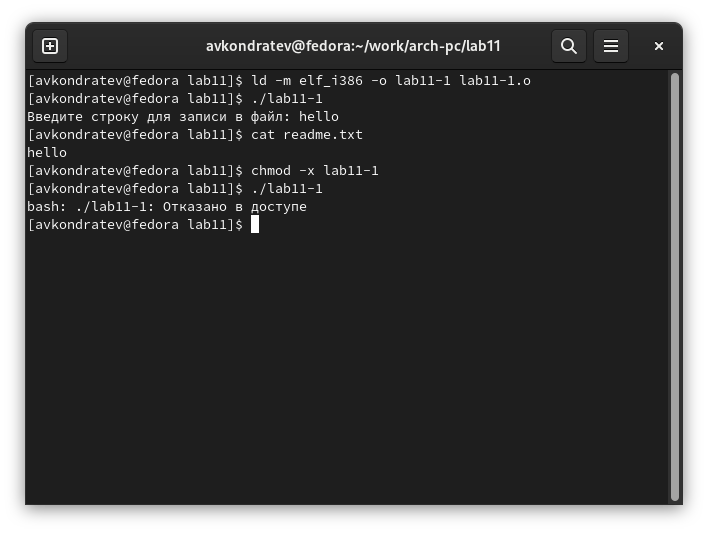 avkondratev@fedora:~/work/arch-pc/lab11
[avkondratev@fedora lab11]$ ld -m elf_i386 -o lab11-1 lab11-1.o
[avkondratev@fedora lab11]$ ./lab11-1
Введите строку для записи в файл: hello
[avkondratev@fedora lab11]$ cat readme.txt
hello
[avkondratev@fedora lab11]$ chmod -x lab11-1
[avkondratev@fedora lab11]$ ./lab11-1
bash: ./lab11-1: Отказано в доступе
[avkondratev@fedora lab11]$